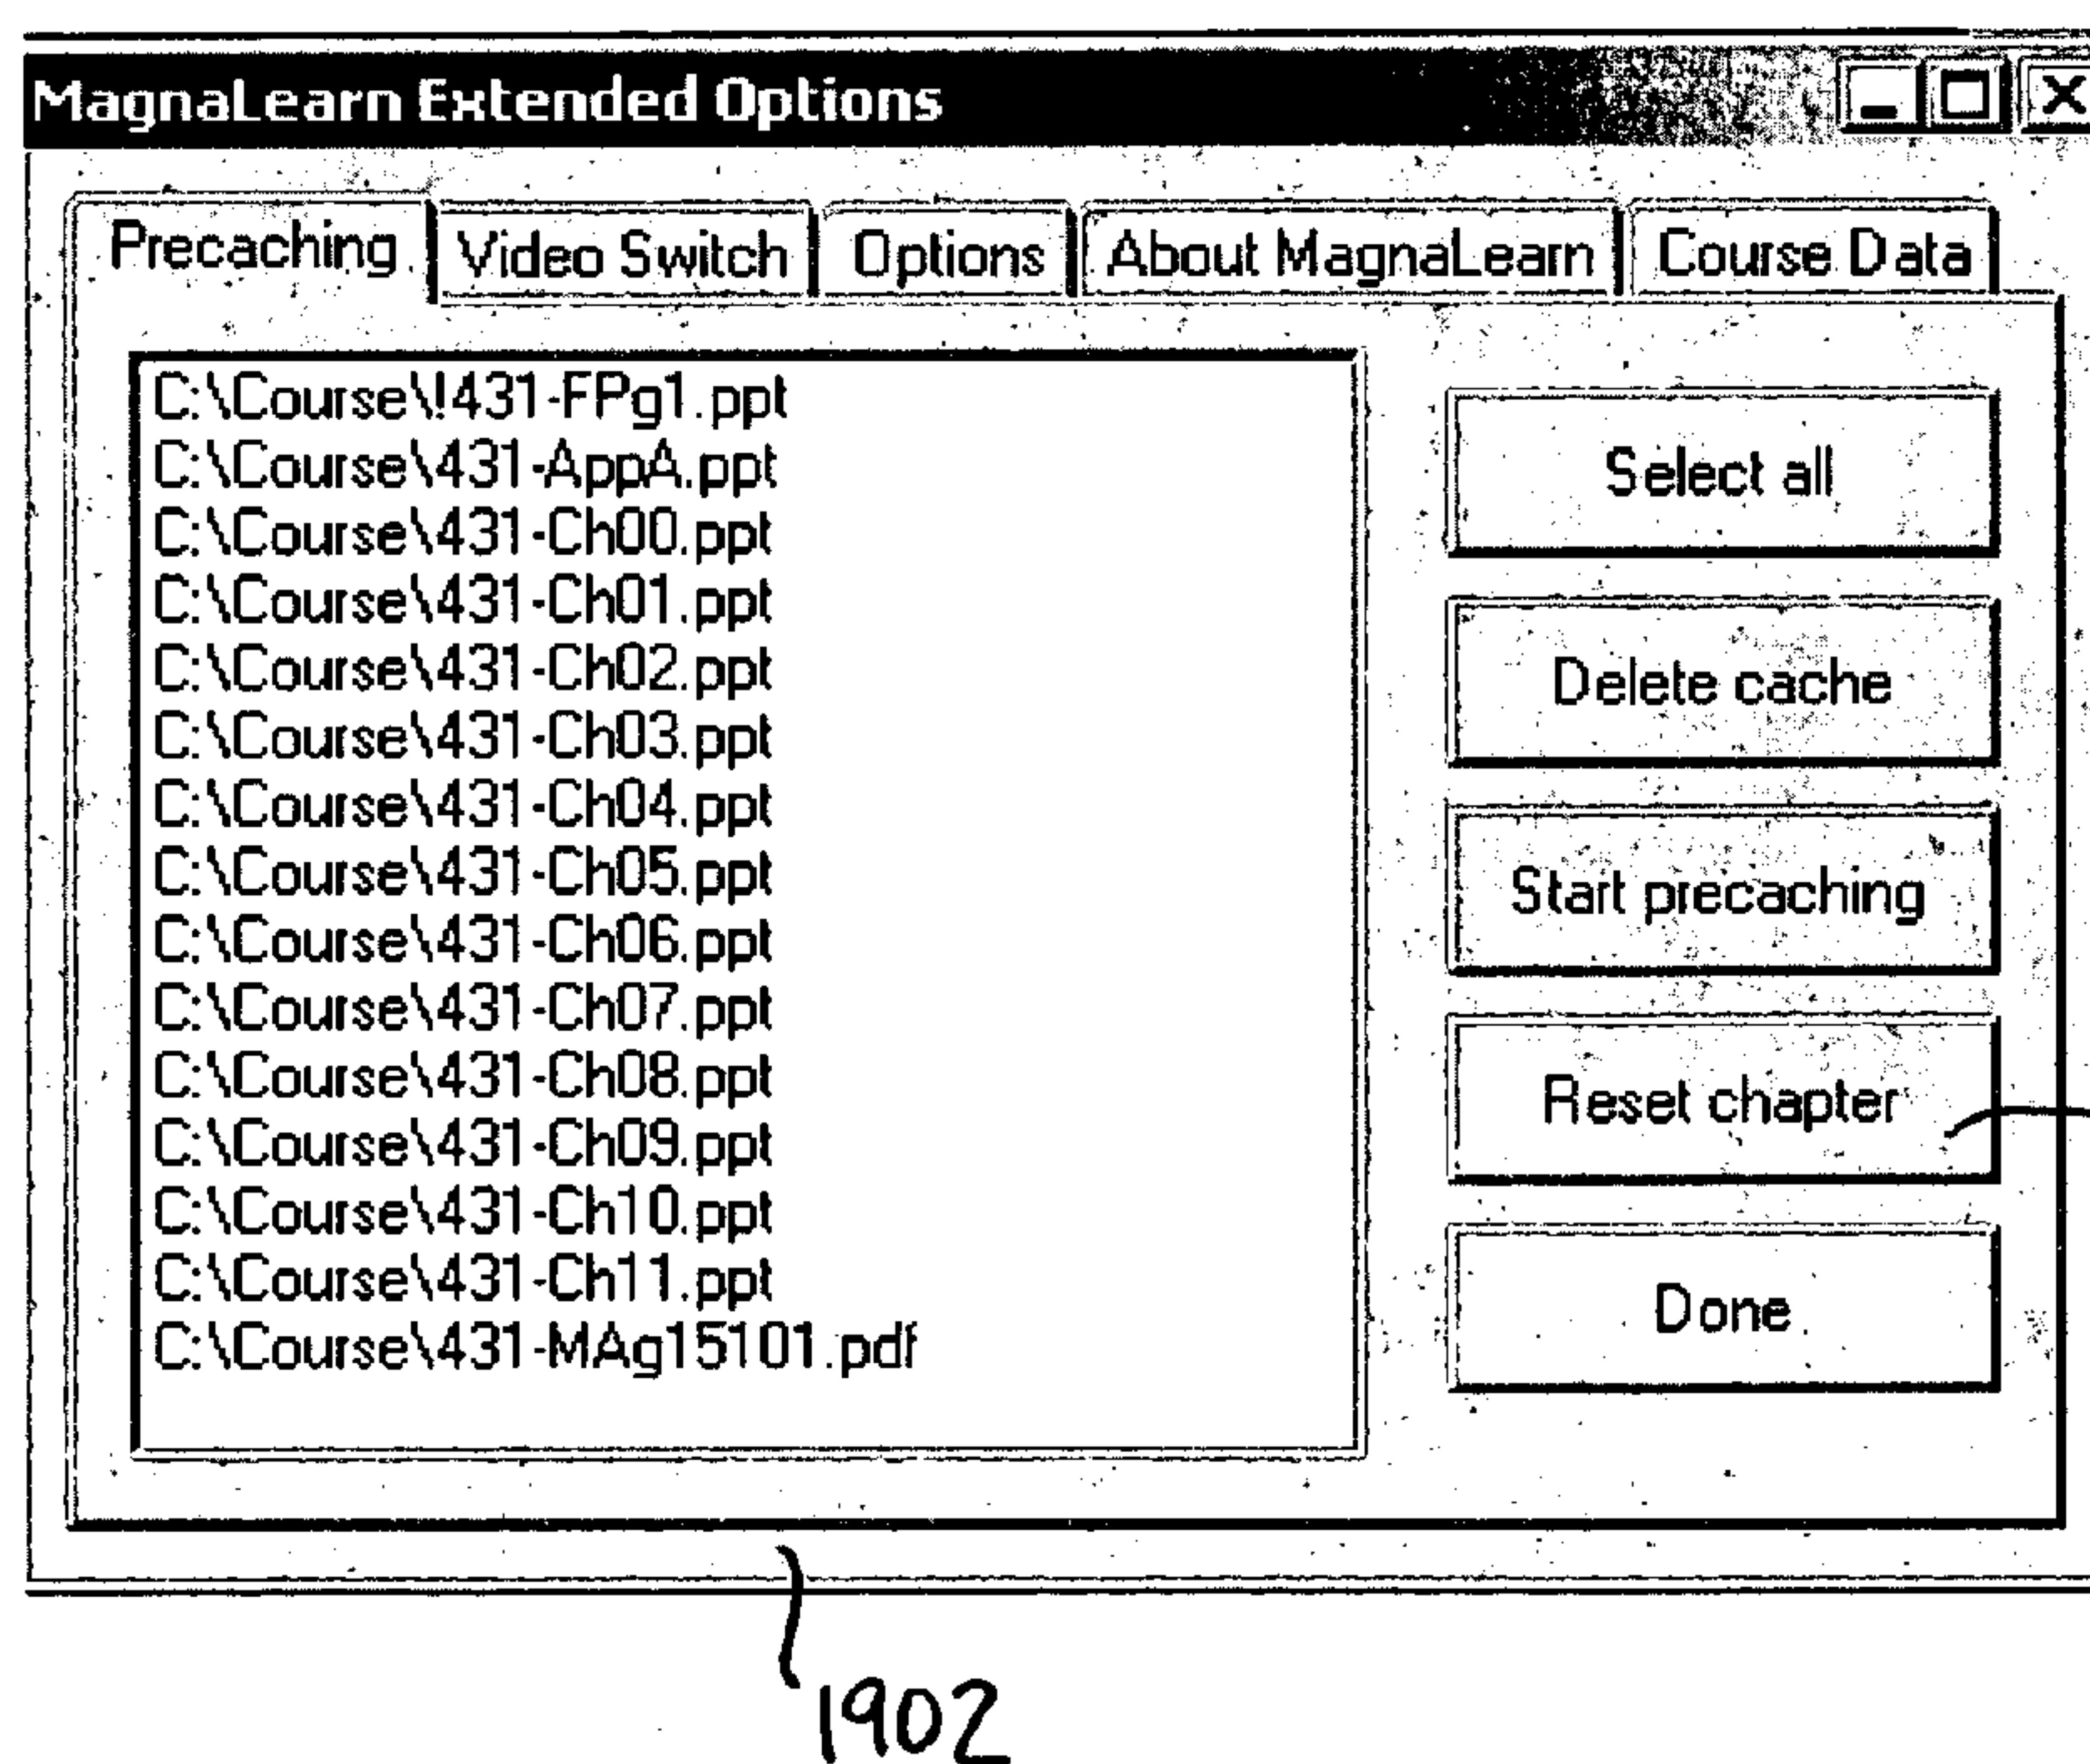 MagnaLearn Extended Options
Precaching Video Switch Options About MagnaLearn Course Data
C:\Course\!431-FPg1.ppt
C:\Course\431-AppA.ppt
C:\Course\431-Ch00.ppt
C:\Course\431-Ch01.ppt
C:\Course\431-Ch02.ppt
C:\Course\431-Ch03.ppt
C:\Course\431-Ch04.ppt
C:\Course\431-Ch05.ppt
C:\Course\431-Ch06.ppt
C:\Course\431-Ch07.ppt
C:\Course\431-Ch08.ppt
C:\Course\431-Ch09.ppt
C:\Course\431-Ch10.ppt
C:\Course\431-Ch11.ppt
C:\Course\431-MAg15101.pdf
Select all
Delete cache
Start precaching
Reset chapter
Done
1902